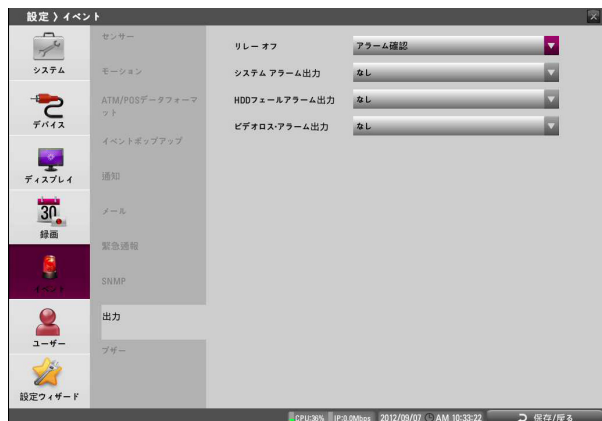 設定 〉イベント
システム
デバイス
ディスプレイ
30
録画
イベント
ユーザー
設定ウィザード
センサー
モーション
ATM/POSデータフォーマ
ット
イベントポップアップ
通知
メール
緊急通報
SNMP
出力
ブザー
リレー オフ
アラーム確認
システム アラーム出力
なし
HDDフェールアラーム出力
なし
ビデオロス･アラーム出力
なし
CPU:36%
IP:0.0Mbps
2012/09/07
AM 10:33:22
保存/戻る